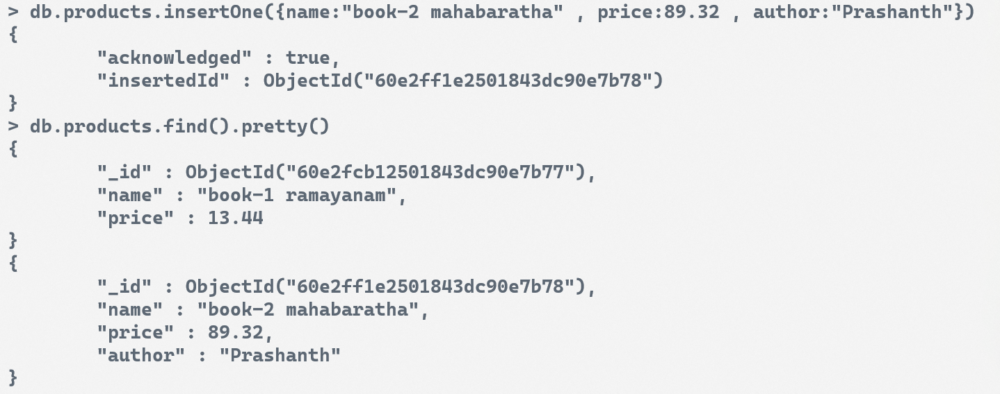 > db.products.insertOne({name:"book-2 mahabaratha" , price:89.32 , author:"Prashanth"})
{
        "acknowledged" : true,
        "insertedId" : ObjectId("60e2ff1e2501843dc90e7b78")
}
> db.products.find().pretty()
{
        "_id" : ObjectId("60e2fcb12501843dc90e7b77"),
        "name" : "book-1 ramayanam",
        "price" : 13.44
}
{
        "_id" : ObjectId("60e2ff1e2501843dc90e7b78"),
        "name" : "book-2 mahabaratha",
        "price" : 89.32,
        "author" : "Prashanth"
}